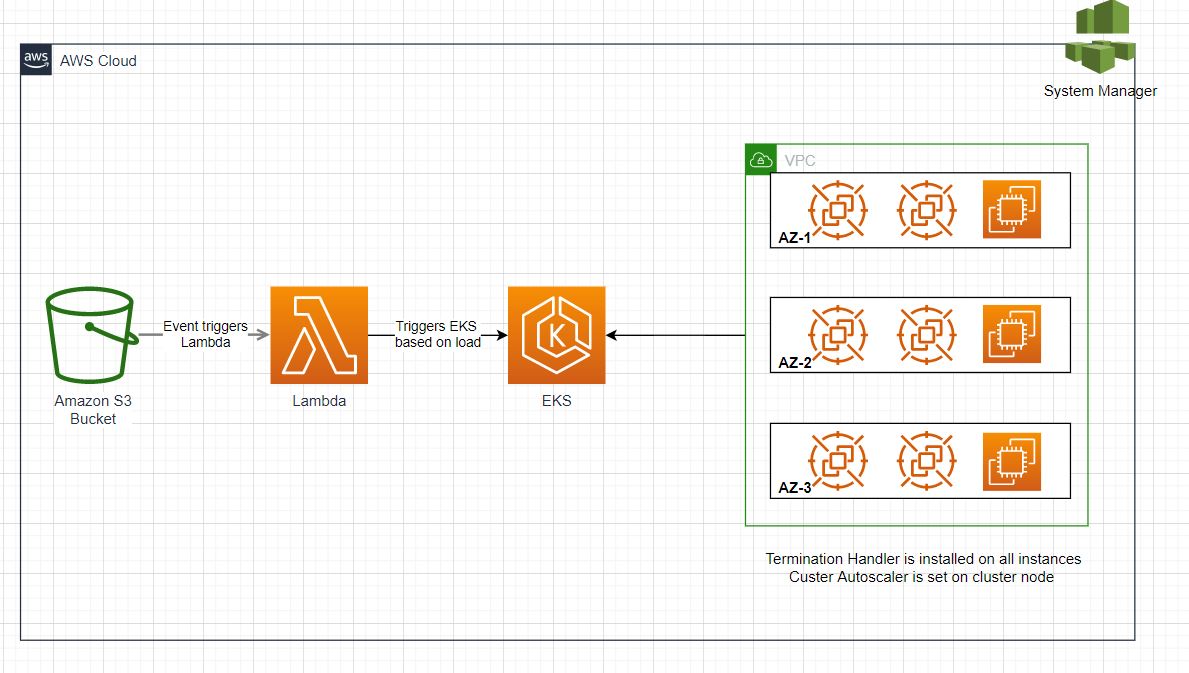 aws
AWS Cloud
System Manager
VPC
AZ-1
Event triggers
Lambda
Triggers EKS
based on load
K
AZ-2
Amazon S3
Bucket
Lambda
EKS
AZ-3
Termination Handler is installed on all instances
Custer Autoscaler is set on cluster node